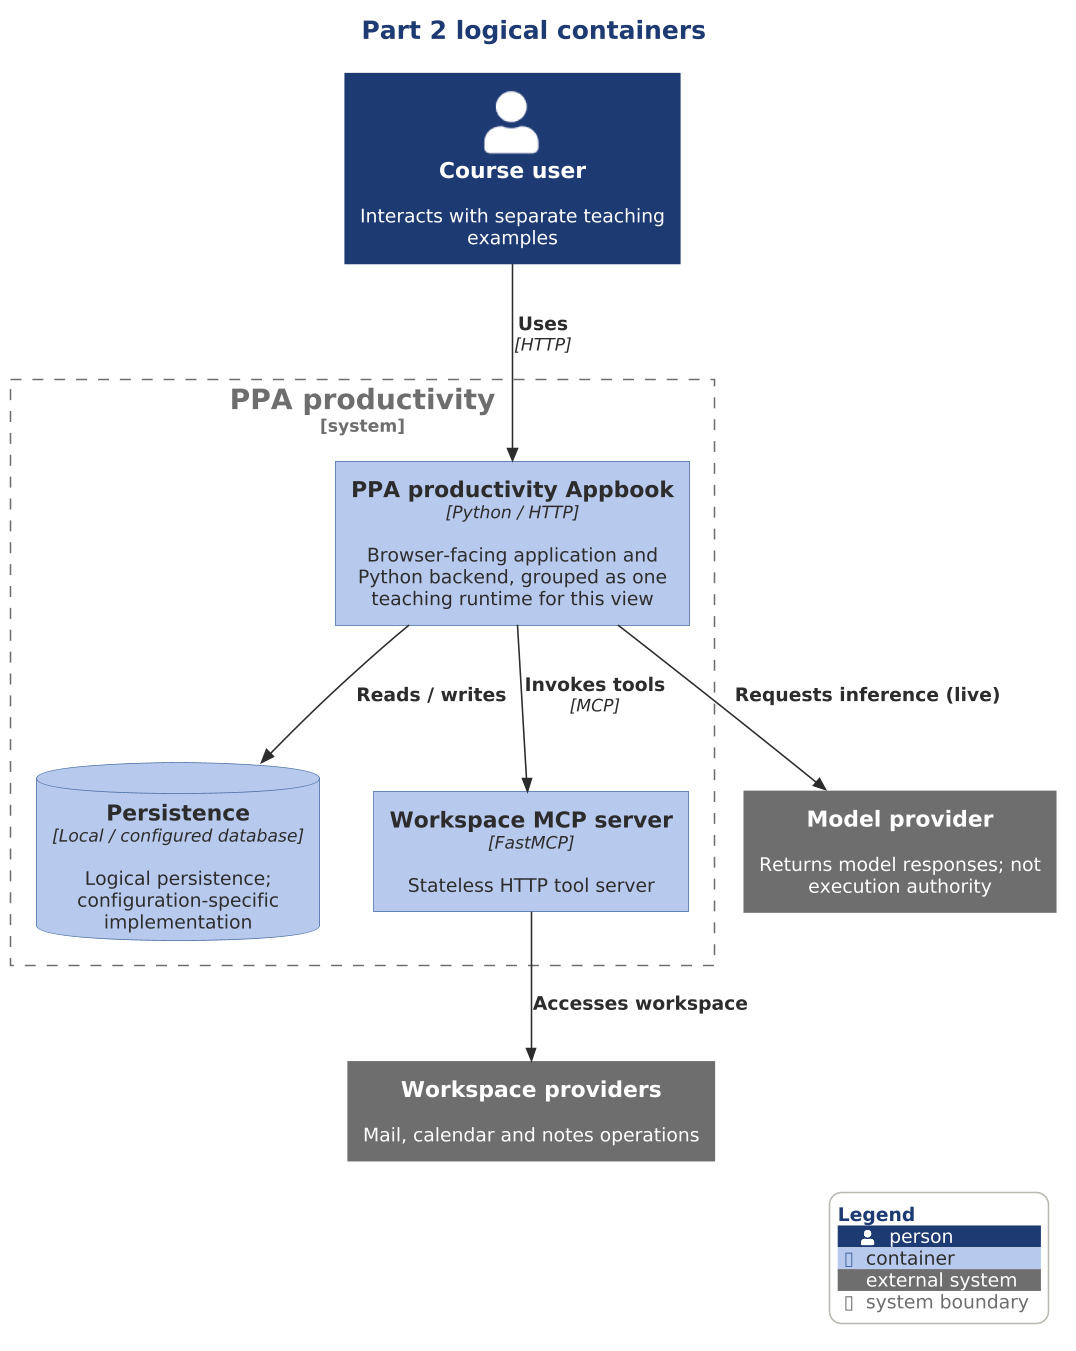 Part 2 logical containers
Course user
Interacts with separate teaching
examples
Uses
[HTTP]
PPA productivity
[system]
PPA productivity Appbook
[Python / HTTP]
Browser-facing application and
Python backend, grouped as one
teaching runtime for this view
Reads / writes
Invokes tools
[MCP]
Requests inference (live)
Persistence
[Local / configured database]
Logical persistence;
configuration-specific
implementation
Workspace MCP server
[FastMCP]
Stateless HTTP tool server
Model provider
Returns model responses; not
execution authority
Accesses workspace
Workspace providers
Mail, calendar and notes operations
Legend
person
container
external system
system boundary